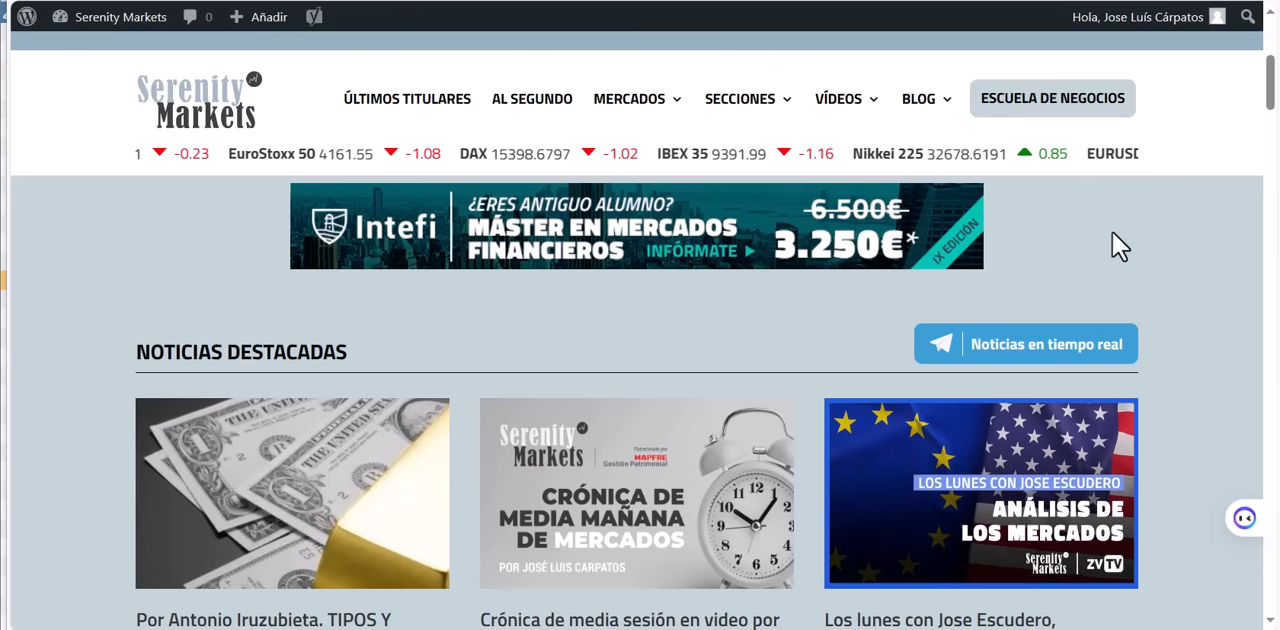 Serenity Markets 0 Añadir Hola, Jose Luís Cárpatos
Serenity
Markets
ÚLTIMOS TITULARES AL SEGUNDO MERCADOS SECCIONES VÍDEOS BLOG ESCUELA DE NEGOCIOS
1 -0.23 EuroStoxx 50 4161.55 -1.08 DAX 15398.6797 -1.02 IBEX 35 9391.99 -1.16 Nikkei 225 32678.6191 0.85 EURUSD
Intefi
¿ERES ANTIGUO ALUMNO?
MÁSTER EN MERCADOS
FINANCIEROS INFÓRMATE
6.500€
3.250€*
IX EDICIÓN
NOTICIAS DESTACADAS
Noticias en tiempo real
Serenity
Markets
Patrocinada por
MAPFRE
Gestión Patrimonial
CRÓNICA DE
MEDIA MAÑANA
DE MERCADOS
POR JOSÉ LUIS CARPATOS
LOS LUNES CON JOSE ESCUDERO
ANÁLISIS DE
LOS MERCADOS
Serenity
Markets
ZVTV
Por Antonio Iruzubieta. TIPOS Y
Crónica de media sesión en video por
Los lunes con Jose Escudero,